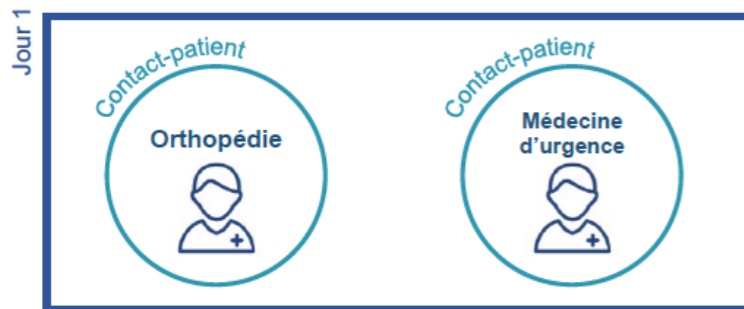 Jour 1
Contact-patient
Orthopédie
Contact-patient
Médecine
d'urgence